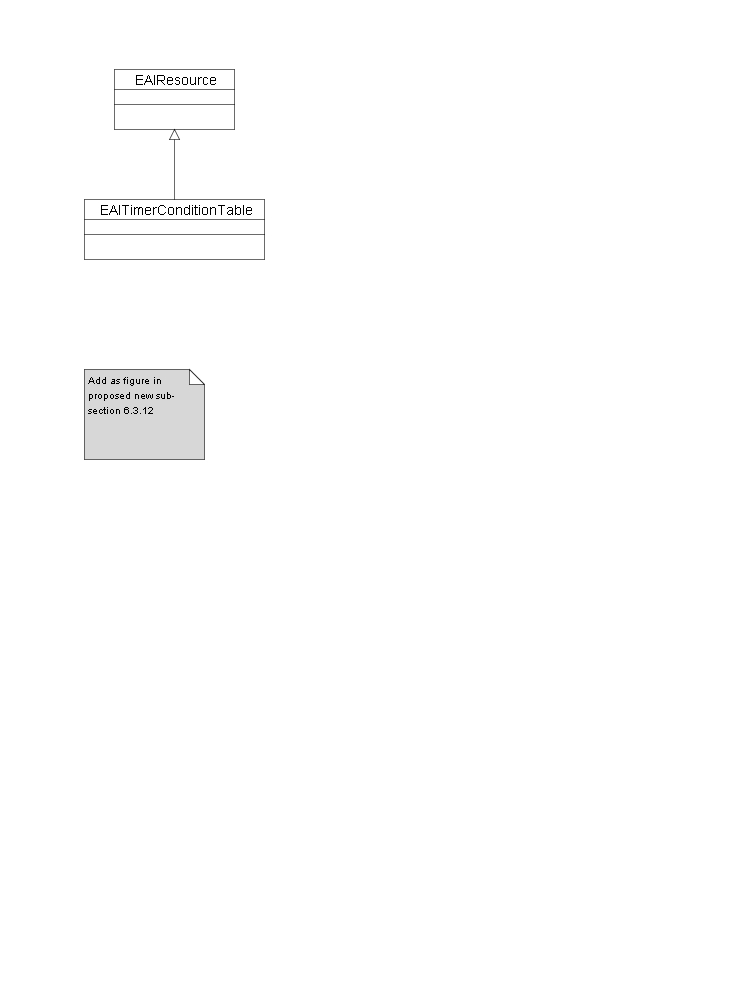 EAIResource
EAITimerConditionTable
Add as figure in
proposed new sub-
section 6.3.12